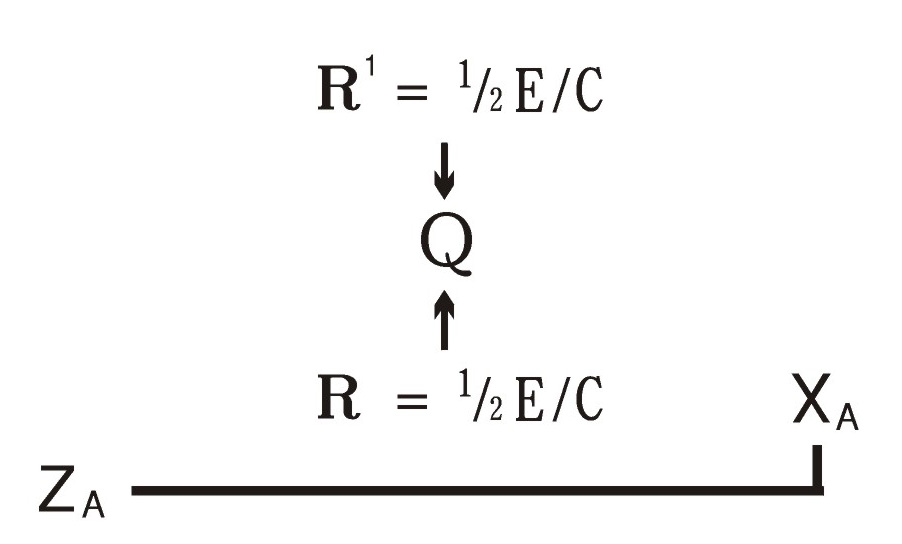 R¹ = ½ E/C
Q
R = ½ E/C
X_A
Z_A